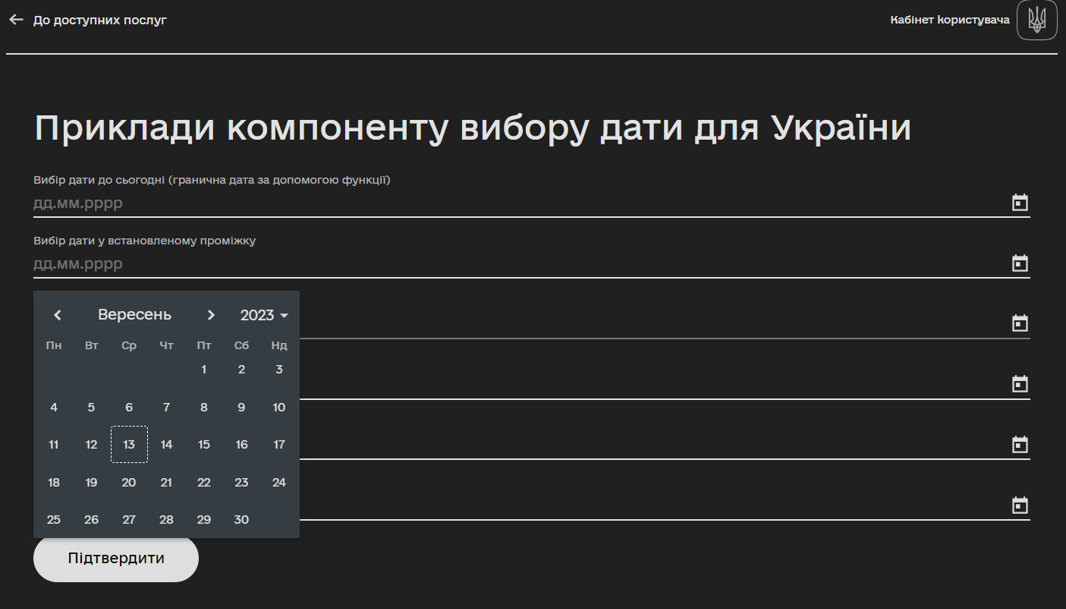 До доступних послуг
Кабінет користувача
Приклади компоненту вибору дати для України
Вибір дати до сьогодні (гранична дата за допомогою функції)
дд.мм.рррр
Вибір дати у встановленому проміжку
дд.мм.рррр
Вересень 2023
Пн Вт Ср Чт Пт Сб Нд
1 2 3
4 5 6 7 8 9 10
11 12 13 14 15 16 17
18 19 20 21 22 23 24
25 26 27 28 29 30
Підтвердити